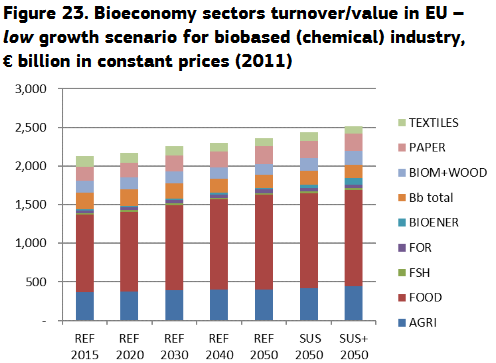 Figure 23. Bioeconomy sectors turnover/value in EU –
low growth scenario for biobased (chemical) industry,
€ billion in constant prices (2011)
3,000
2,500
2,000
1,500
1,000
500
-
REF
2015
REF
2020
REF
2030
REF
2040
REF
2050
SUS
2050
SUS+
2050
TEXTILES
PAPER
BIOM+WOOD
Bb total
BIOENER
FOR
FSH
FOOD
AGRI